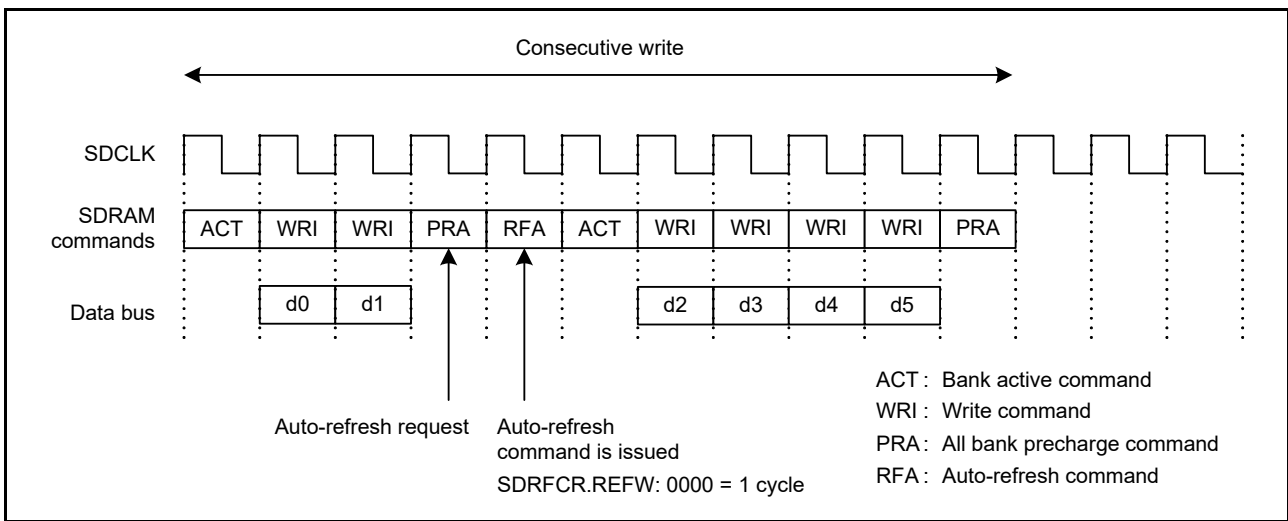 Consecutive write
SDCLK
SDRAM
commands
ACT WRI WRI PRA RFA ACT WRI WRI WRI WRI PRA
Data bus
d0 d1 d2 d3 d4 d5
Auto-refresh request
Auto-refresh
command is issued
SDRFCR.REFW: 0000 = 1 cycle
ACT : Bank active command
WRI : Write command
PRA : All bank precharge command
RFA : Auto-refresh command